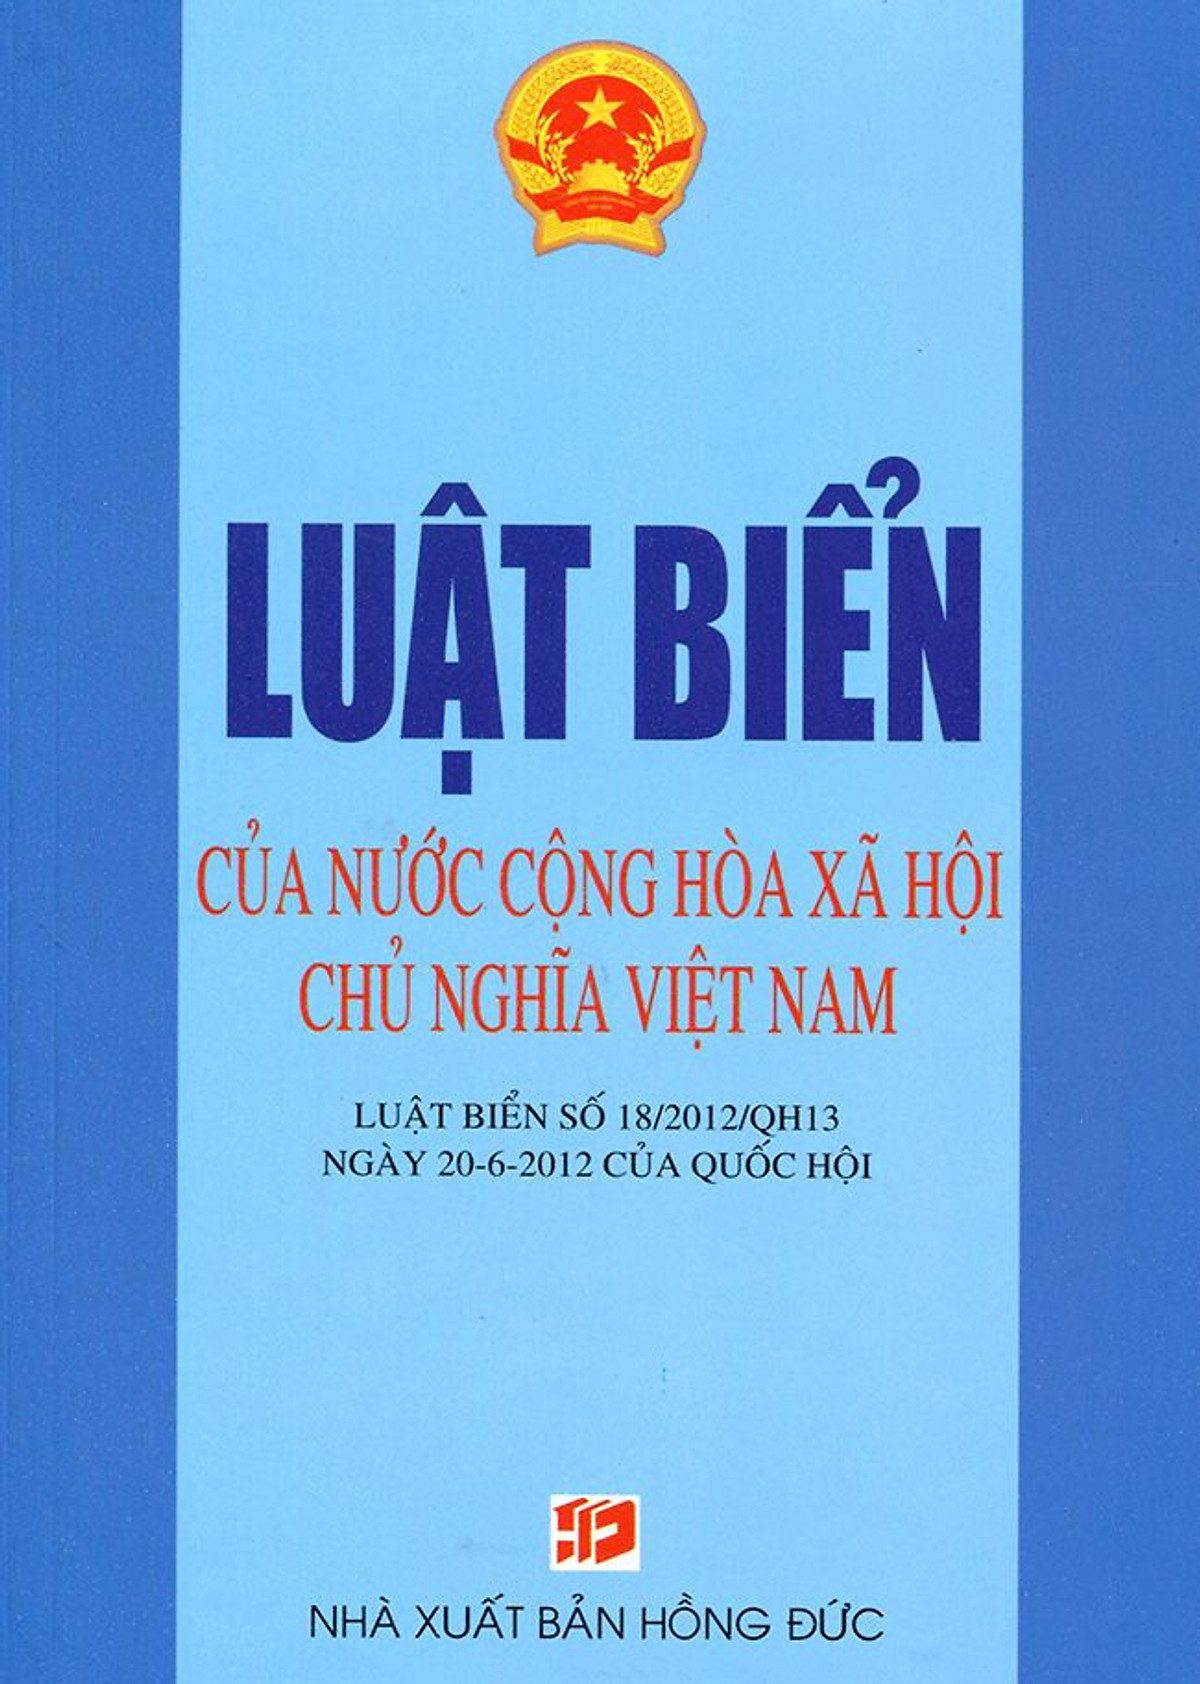 LUẬT BIỂN
CỦA NƯỚC CỘNG HÒA XÃ HỘI
CHỦ NGHĨA VIỆT NAM
LUẬT BIỂN SỐ 18/2012/QH13
NGÀY 20-6-2012 CỦA QUỐC HỘI
NHÀ XUẤT BẢN HỒNG ĐỨC